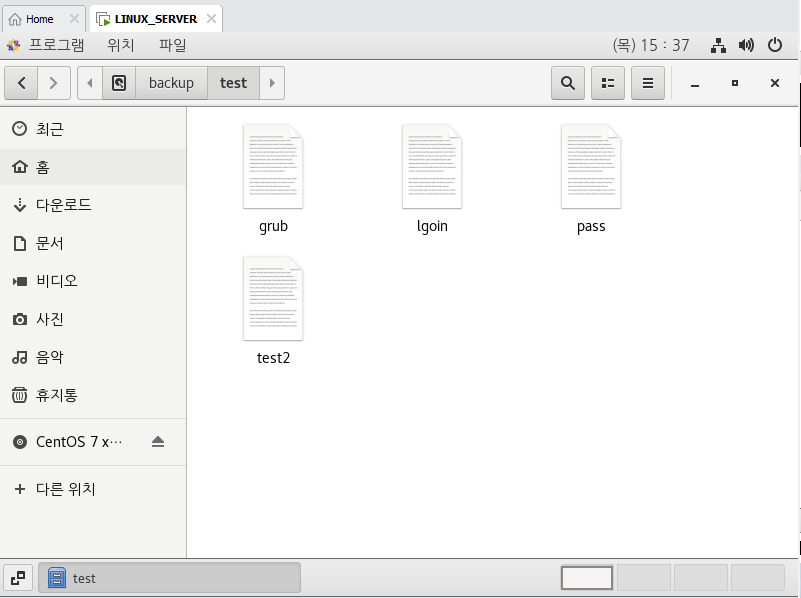 Home
LINUX_SERVER
프로그램 위치 파일 (목) 15 : 37
backup test
최근
홈
다운로드
문서
비디오
사진
음악
휴지통
CentOS 7 x…
다른 위치
grub lgoin pass
test2
test